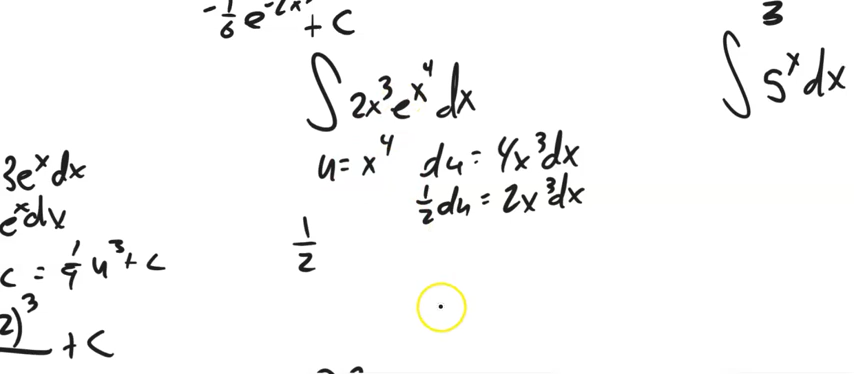 -1/6 e^-2x + C
∫ 2x^3 e^x^4 dx
u = x^4 du = 4x^3 dx
1/2 du = 2x^3 dx
1/2
3e^x dx
e^x dx
C = 1/9 u^3 + C
2)^3
+ C
3
∫ 5^x dx